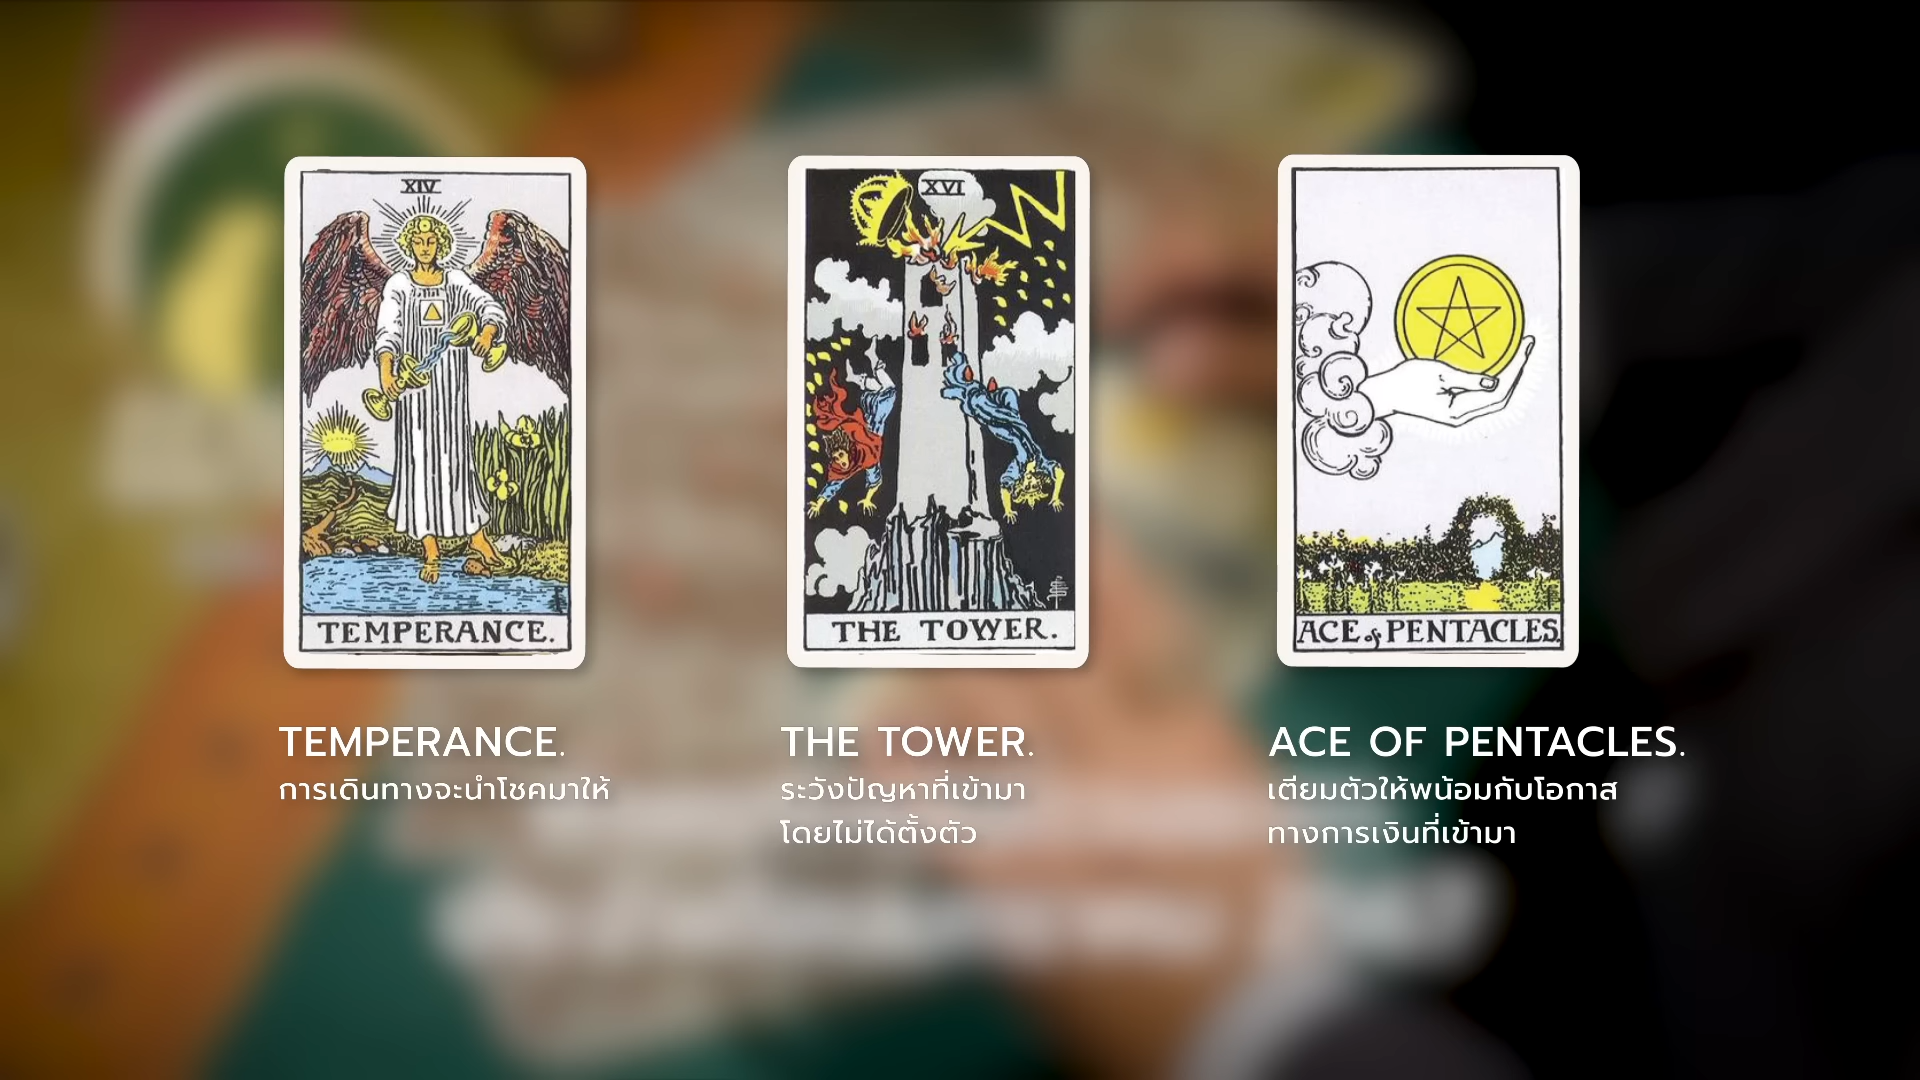 XIV
TEMPERANCE.
XVI
THE TOWER.
ACE of PENTACLES.
TEMPERANCE.
การเดินทางจะนำโชคมาให้
THE TOWER.
ระวังปัญหาที่เข้ามา
โดยไม่ได้ตั้งตัว
ACE OF PENTACLES.
เตียมตัวให้พน้อมกับโอกาส
ทางการเงินที่เข้ามา